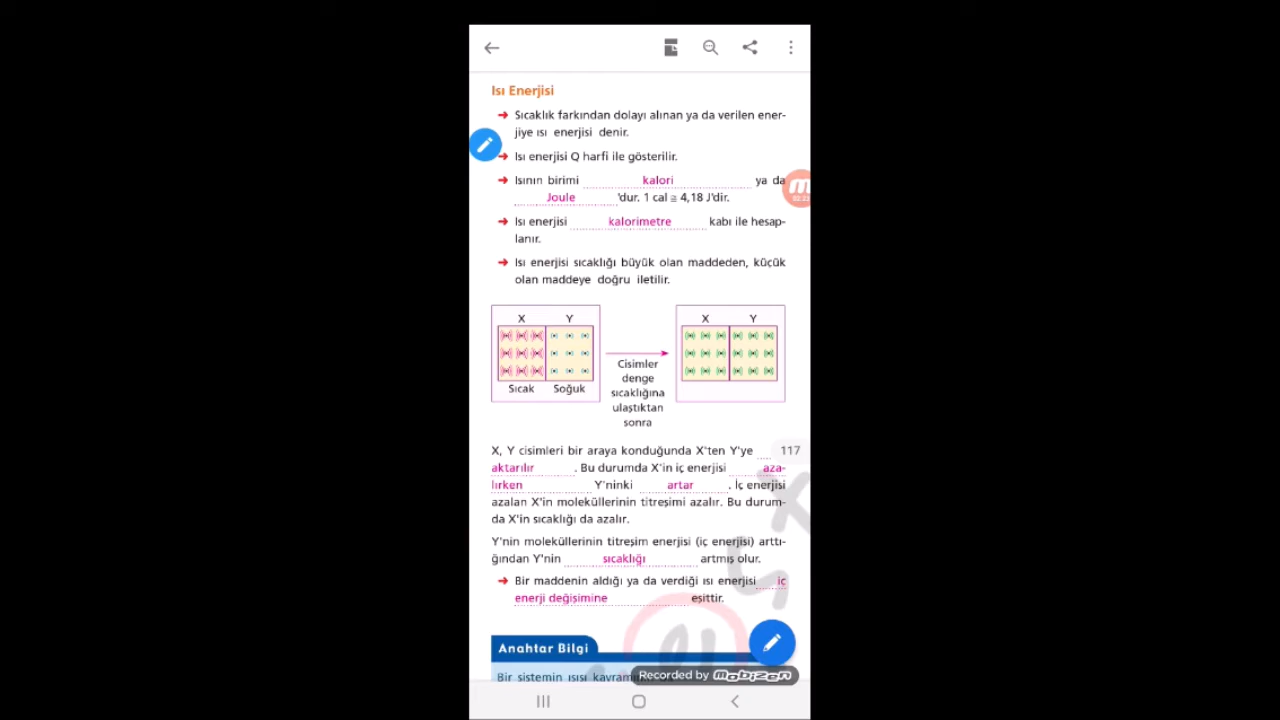 Isı Enerjisi
➔ Sıcaklık farkından dolayı alınan ya da verilen ener-
jiye ısı enerjisi denir.
➔ Isı enerjisi Q harfi ile gösterilir.
➔ Isının birimi kalori ya da
Joule 'dur. 1 cal ≅ 4,18 J'dir.
02:23
➔ Isı enerjisi kalorimetre kabı ile hesap-
lanır.
➔ Isı enerjisi sıcaklığı büyük olan maddeden, küçük
olan maddeye doğru iletilir.
X Y
Sıcak Soğuk
Cisimler
denge
sıcaklığına
ulaştıktan
sonra
X Y
X, Y cisimleri bir araya konduğunda X'ten Y'ye
117
aktarılır . Bu durumda X'in iç enerjisi aza-
lırken Y'ninki artar . İç enerjisi
azalan X'in moleküllerinin titreşimi azalır. Bu durum-
da X'in sıcaklığı da azalır.
Y'nin moleküllerinin titreşim enerjisi (iç enerjisi) arttı-
ğından Y'nin sıcaklığı artmış olur.
➔ Bir maddenin aldığı ya da verdiği ısı enerjisi iç
enerji değişimine eşittir.
Anahtar Bilgi
Bir sistemin ısısı
Recorded by mobizen